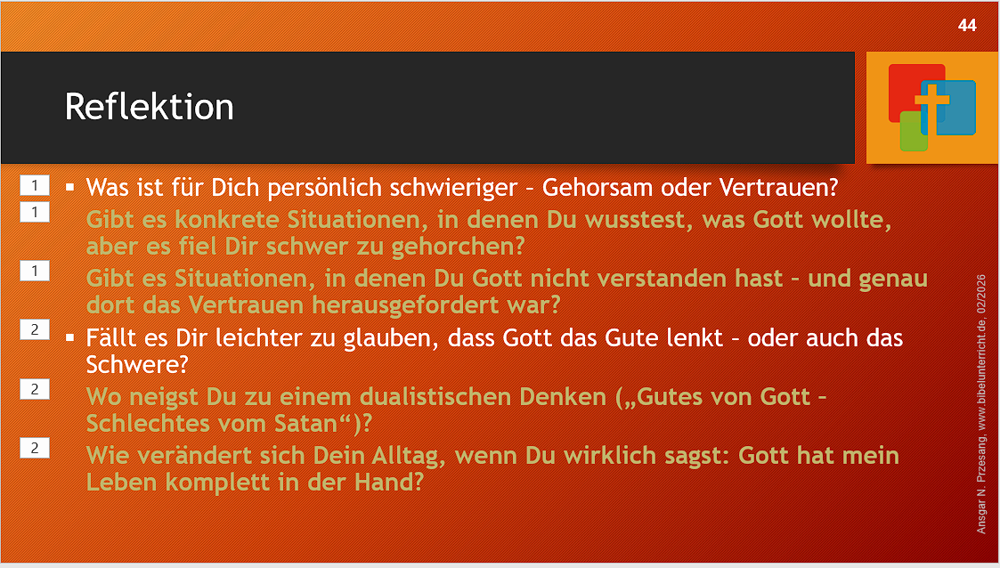 44
Reflektion
1
▪ Was ist für Dich persönlich schwieriger – Gehorsam oder Vertrauen?
1
Gibt es konkrete Situationen, in denen Du wusstest, was Gott wollte,
aber es fiel Dir schwer zu gehorchen?
1
Gibt es Situationen, in denen Du Gott nicht verstanden hast – und genau
dort das Vertrauen herausgefordert war?
2
▪ Fällt es Dir leichter zu glauben, dass Gott das Gute lenkt – oder auch das
Schwere?
2
Wo neigst Du zu einem dualistischen Denken („Gutes von Gott –
Schlechtes vom Satan“)?
2
Wie verändert sich Dein Alltag, wenn Du wirklich sagst: Gott hat mein
Leben komplett in der Hand?
Ansgar N. Przesang, www.bibelunterricht.de, 02/2026